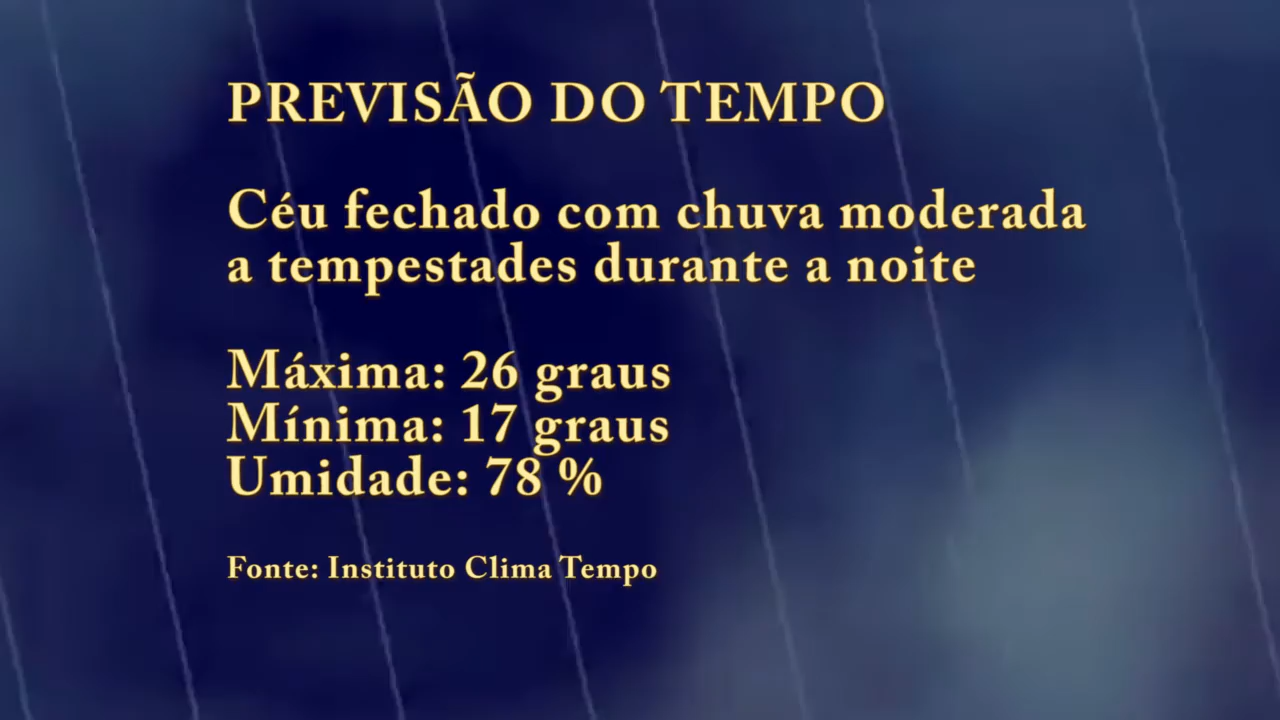 PREVISÃO DO TEMPO
Céu fechado com chuva moderada
a tempestades durante a noite
Máxima: 26 graus
Mínima: 17 graus
Umidade: 78 %
Fonte: Instituto Clima Tempo